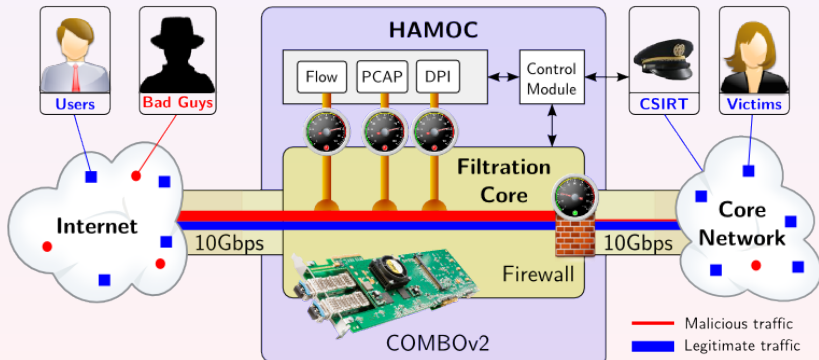 HAMOC
Flow
PCAP
DPI
Control
Module
Users
Bad Guys
CSIRT
Victims
Filtration
Core
Internet
Core
Network
10Gbps
10Gbps
Firewall
COMBOv2
Malicious traffic
Legitimate traffic